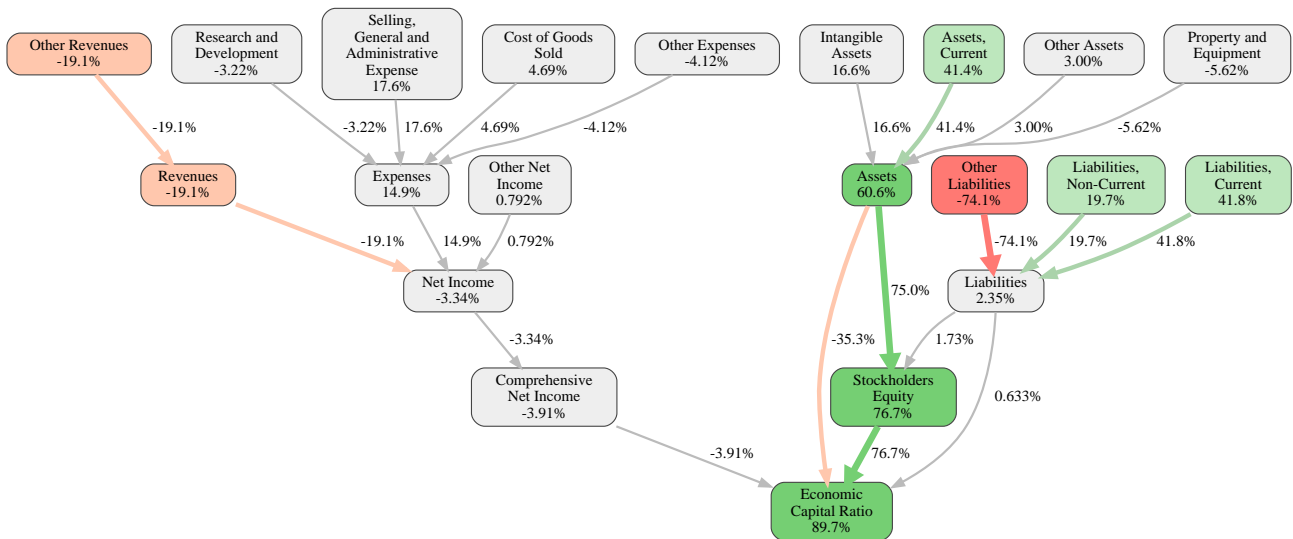 Other Revenues
-19.1%
Research and
Development
-3.22%
Selling,
General and
Administrative
Expense
17.6%
Cost of Goods
Sold
4.69%
Other Expenses
-4.12%
Intangible
Assets
16.6%
Assets,
Current
41.4%
Other Assets
3.00%
Property and
Equipment
-5.62%
-19.1%
-3.22%
17.6%
4.69%
-4.12%
16.6%
41.4%
3.00%
-5.62%
Revenues
-19.1%
Expenses
14.9%
Other Net
Income
0.792%
Assets
60.6%
Other
Liabilities
-74.1%
Liabilities,
Non-Current
19.7%
Liabilities,
Current
41.8%
-19.1%
14.9%
0.792%
-74.1%
19.7%
41.8%
Net Income
-3.34%
75.0%
Liabilities
2.35%
-3.34%
-35.3%
1.73%
Comprehensive
Net Income
-3.91%
Stockholders
Equity
76.7%
0.633%
-3.91%
76.7%
Economic
Capital Ratio
89.7%